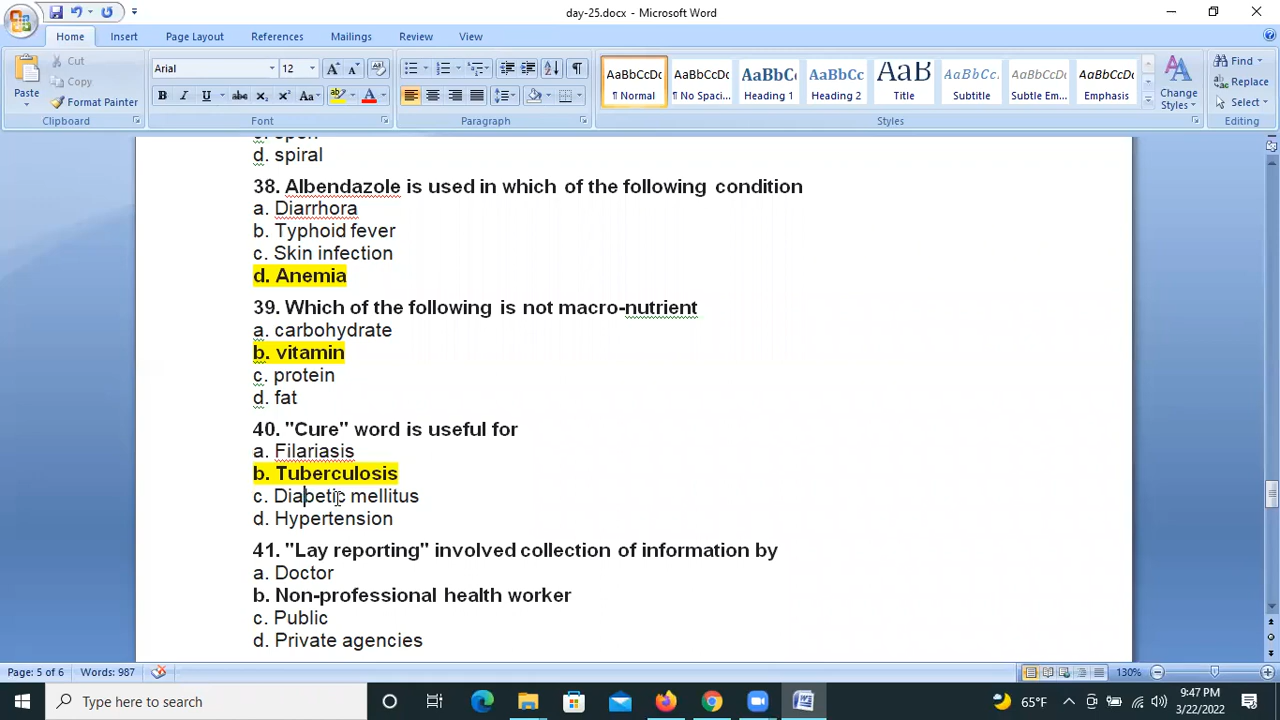 day-25.docx - Microsoft Word
Home Insert Page Layout References Mailings Review View
Paste
Cut
Copy
Format Painter
Clipboard
Arial 12
Font
Paragraph
AaBbCcDc AaBbCcDc AaBbCc AaBbCc AaB AaBbCc. AaBbCcDc AaBbCcDc
¶ Normal ¶ No Spaci... Heading 1 Heading 2 Title Subtitle Subtle Em... Emphasis
Change
Styles
Styles
Find
Replace
Select
Editing
d. spiral
38. Albendazole is used in which of the following condition
a. Diarrhora
b. Typhoid fever
c. Skin infection
d. Anemia
39. Which of the following is not macro-nutrient
a. carbohydrate
b. vitamin
c. protein
d. fat
40. "Cure" word is useful for
a. Filariasis
b. Tuberculosis
c. Diabetic mellitus
d. Hypertension
41. "Lay reporting" involved collection of information by
a. Doctor
b. Non-professional health worker
c. Public
d. Private agencies
Page: 5 of 6 Words: 987
130%
Type here to search
65°F
9:47 PM
3/22/2022